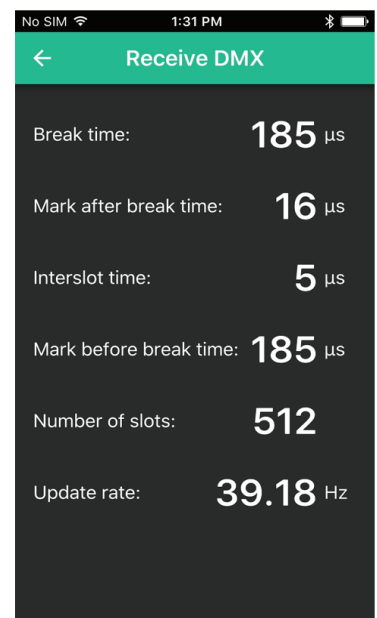 No SIM 1:31 PM
Receive DMX
Break time: 185 µs
Mark after break time: 16 µs
Interslot time: 5 µs
Mark before break time: 185 µs
Number of slots: 512
Update rate: 39.18 Hz